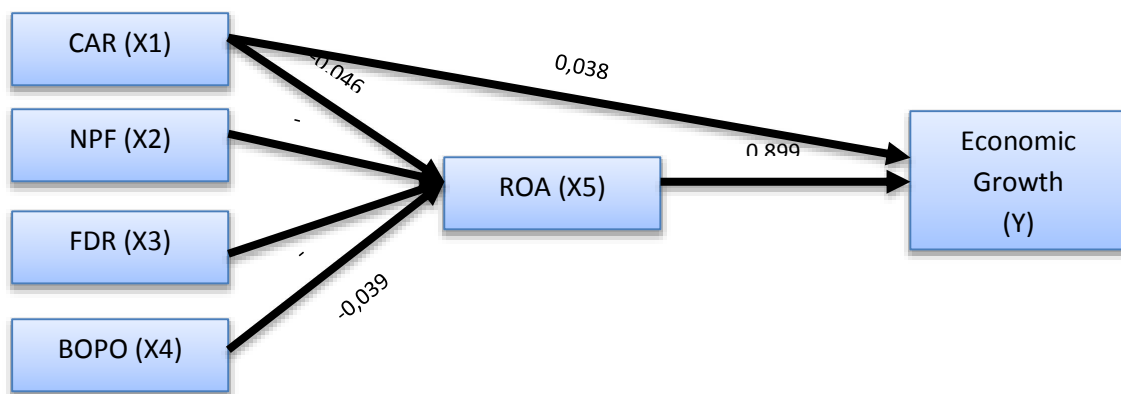 CAR (X1)
-0.046
0,038
NPF (X2)
-
Economic
Growth
(Y)
0.899
ROA (X5)
FDR (X3)
-
-0,039
BOPO (X4)